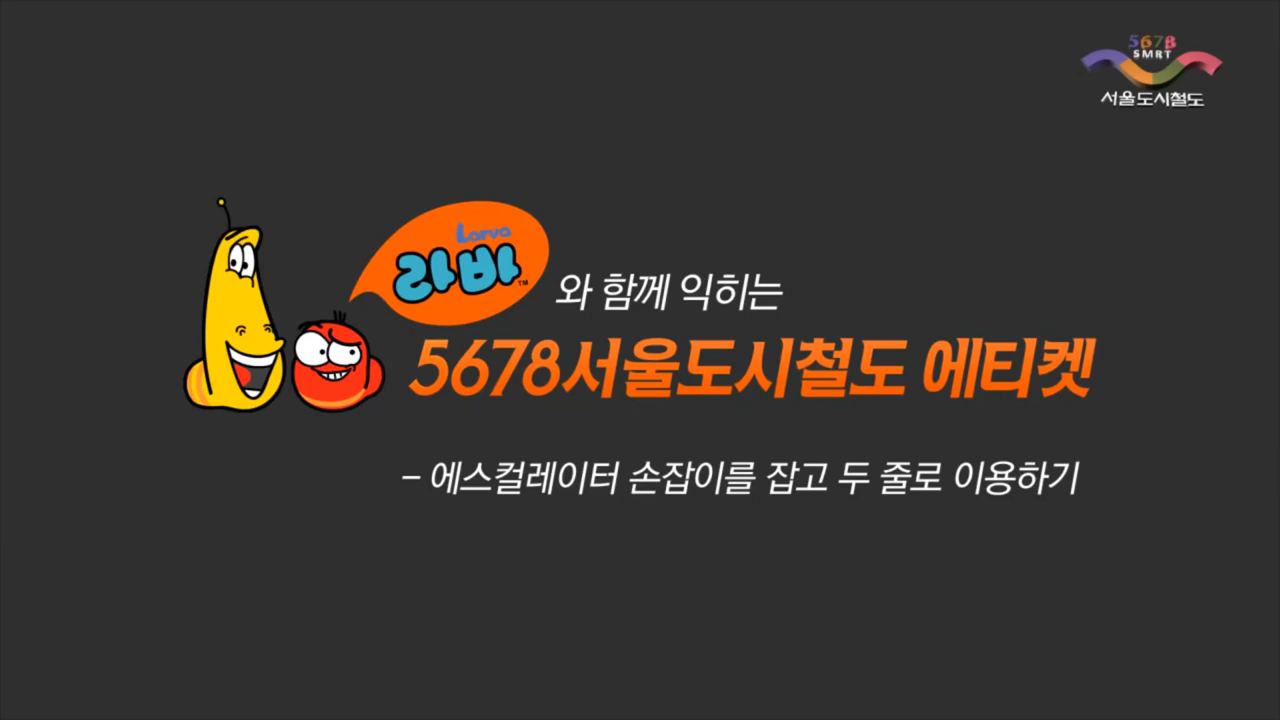 5678
SMRT
서울도시철도
Larva
라바™
와 함께 익히는
5678서울도시철도 에티켓
– 에스컬레이터 손잡이를 잡고 두 줄로 이용하기